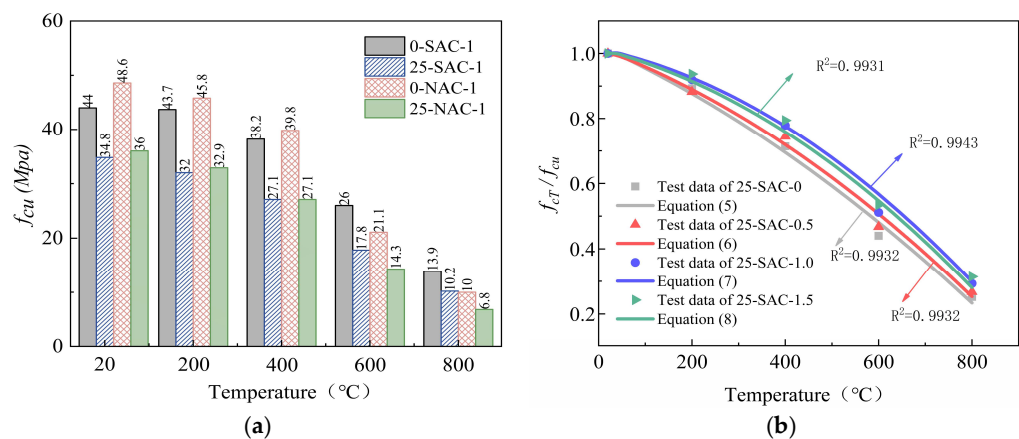 60
40
20
0
fcu (Mpa)
0-SAC-1
25-SAC-1
0-NAC-1
25-NAC-1
44
34.8
48.6
36
43.7
32
45.8
32.9
38.2
27.1
39.8
27.1
26
17.8
21.1
14.3
13.9
10.2
10
6.8
20 200 400 600 800
Temperature（℃）
(a)
1.0
0.8
0.6
0.4
0.2
fcT/fcu
R²=0.9931
R²=0.9943
R²=0.9932
R²=0.9932
Test data of 25-SAC-0
Equation (5)
Test data of 25-SAC-0.5
Equation (6)
Test data of 25-SAC-1.0
Equation (7)
Test data of 25-SAC-1.5
Equation (8)
0 200 400 600 800
Temperature（℃）
(b)